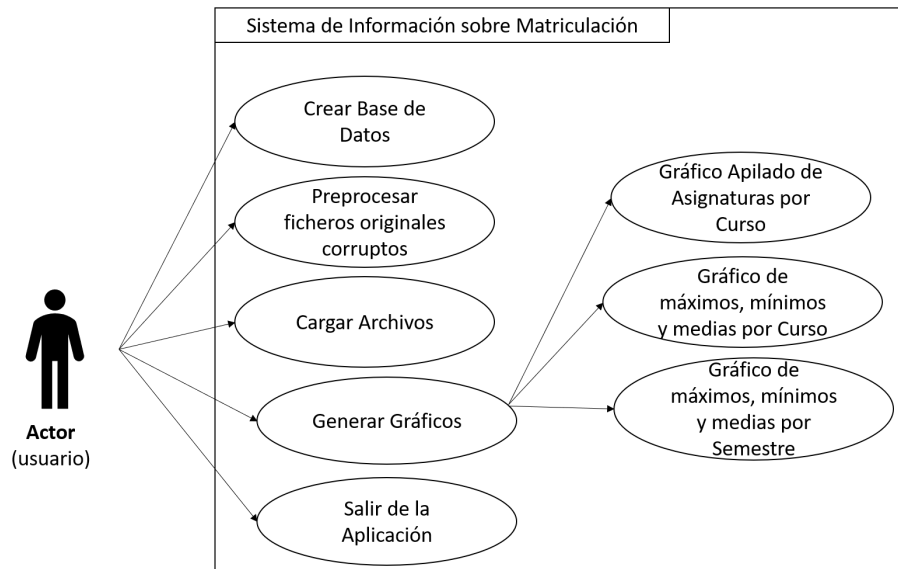 Sistema de Información sobre Matriculación
Crear Base de
Datos
Preprocesar
ficheros originales
corruptos
Cargar Archivos
Generar Gráficos
Salir de la
Aplicación
Gráfico Apilado de
Asignaturas por
Curso
Gráfico de
máximos, mínimos
y medias por Curso
Gráfico de
máximos, mínimos
y medias por
Semestre
Actor
(usuario)